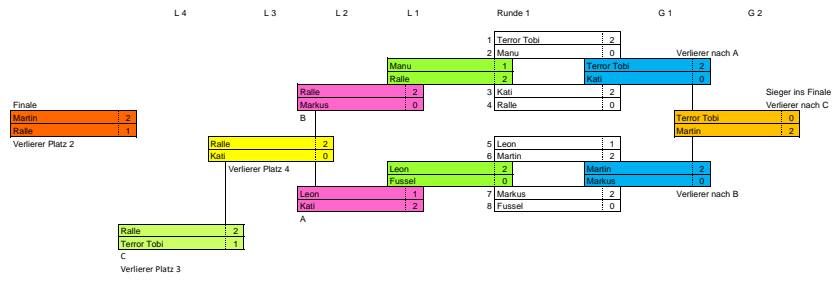 L 4 L 3 L 2 L 1 Runde 1 G 1 G 2
1 Terror Tobi 2
2 Manu 0 Verlierer nach A
Manu 1 Terror Tobi 2
Ralle 2 Kati 0
Ralle 2 3 Kati 2 Sieger ins Finale
Finale Markus 0 4 Ralle 0 Verlierer nach C
Martin 2 B Terror Tobi 0
Ralle 1 Martin 2
Verlierer Platz 2 Ralle 2 5 Leon 1
Kati 0 6 Martin 2
Verlierer Platz 4 Leon 2 Martin 2
Fussel 0 Markus 0
Leon 1 7 Markus 2 Verlierer nach B
Kati 2 8 Fussel 0
A
Ralle 2
Terror Tobi 1
C
Verlierer Platz 3